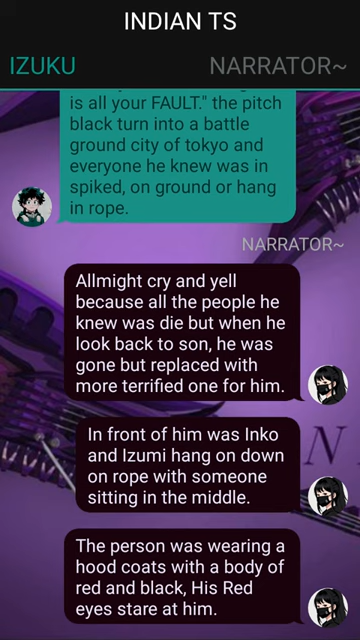 INDIAN TS
IZUKU
NARRATOR~
is all your FAULT." the pitch
black turn into a battle
ground city of tokyo and
everyone he knew was in
spiked, on ground or hang
in rope.
NARRATOR~
Allmight cry and yell
because all the people he
knew was die but when he
look back to son, he was
gone but replaced with
more terrified one for him.
In front of him was Inko
and Izumi hang on down
on rope with someone
sitting in the middle.
N
The person was wearing a
hood coats with a body of
red and black, His Red
eyes stare at him.